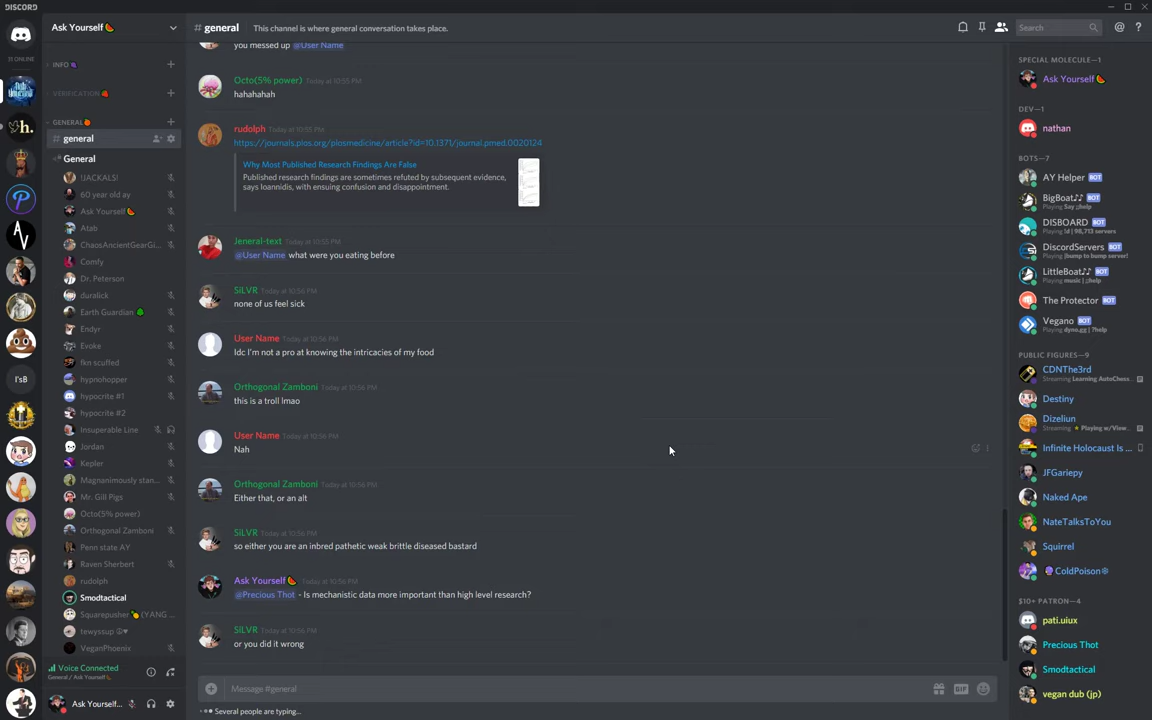 DISCORD
Ask Yourself🍉
# general
This channel is where general conversation takes place.
Search
31 ONLINE
INFO 🍇
VERIFICATION 🍓
GENERAL🍊
# general
General
!JACKALS!
60 year old ay
Ask Yourself 🍉
Atab
ChaosAncientGearGi...
Comfy
Dr. Peterson
duralick
Earth Guardian
Endyr
Evoke
fkn scuffed
hypnohopper
hypocrite #1
hypocrite #2
Insuperable Line
Jordan
Kepler
Magnanimously stan...
Mr. Gill Pigs
Octo(5% power)
Orthogonal Zamboni
Penn state AY
Raven Sherbert
rudolph
Smodtactical
Squarepusher🍍 (YANG ...
tewyssup ☮♥
VeganPhoenix
Voice Connected
General / Ask Yourself🍉
Ask Yourself...
h.
AV
I'sB
you messed up @User Name
Octo(5% power) Today at 10:55 PM
hahahahah
rudolph Today at 10:55 PM
https://journals.plos.org/plosmedicine/article?id=10.1371/journal.pmed.0020124
Why Most Published Research Findings Are False
Published research findings are sometimes refuted by subsequent evidence,
says Ioannidis, with ensuing confusion and disappointment.
Jeneral-text Today at 10:55 PM
@User Name what were you eating before
SiLVR Today at 10:56 PM
none of us feel sick
User Name Today at 10:56 PM
Idc I'm not a pro at knowing the intricacies of my food
Orthogonal Zamboni Today at 10:56 PM
this is a troll lmao
User Name Today at 10:56 PM
Nah
Orthogonal Zamboni Today at 10:56 PM
Either that, or an alt
SiLVR Today at 10:56 PM
so either you are an inbred pathetic weak brittle diseased bastard
Ask Yourself🍉 Today at 10:56 PM
@Precious Thot - Is mechanistic data more important than high level research?
SiLVR Today at 10:56 PM
or you did it wrong
Message #general
GIF
Several people are typing...
SPECIAL MOLECULE—1
Ask Yourself 🍉
DEV—1
nathan
BOTS—7
AY Helper BOT
BigBoat♪♪ BOT
Playing Say ;;help
DISBOARD BOT
Playing !d | 98,713 servers
DiscordServers BOT
Playing !bump to bump server!
LittleBoat♪♪ BOT
Playing music | ;;help
The Protector BOT
Vegano BOT
Playing dyno.gg | ?help
PUBLIC FIGURES—9
CDNThe3rd
Streaming Learning AutoChess...
Destiny
Dizeliun
Streaming Playing w/View...
Infinite Holocaust Is ...
JFGariepy
Naked Ape
NateTalksToYou
Squirrel
🔮ColdPoison❄
$10+ PATRON—4
pati.uiux
Precious Thot
Smodtactical
vegan dub (jp)